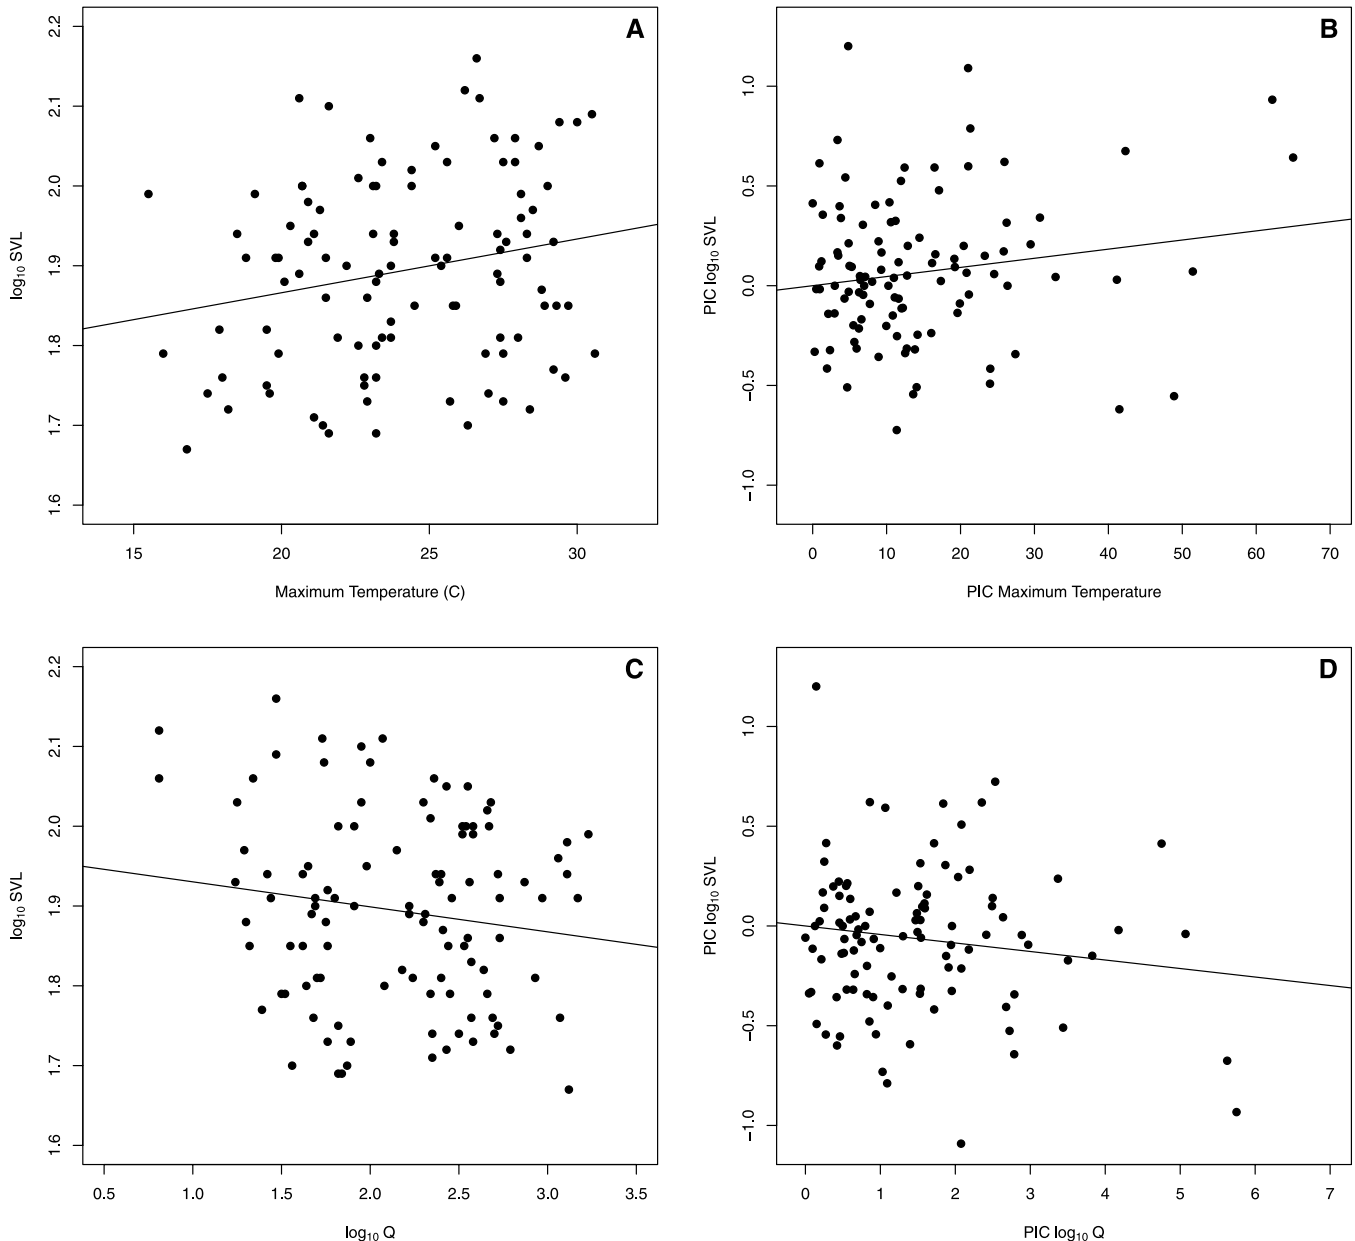 A
log10 SVL
2.2
2.1
2.0
1.9
1.8
1.7
1.6
15 20 25 30
Maximum Temperature (C)
B
PIC log10 SVL
1.0
0.5
0.0
−0.5
−1.0
0 10 20 30 40 50 60 70
PIC Maximum Temperature
C
log10 SVL
2.2
2.1
2.0
1.9
1.8
1.7
1.6
0.5 1.0 1.5 2.0 2.5 3.0 3.5
log10 Q
D
PIC log10 SVL
1.0
0.5
0.0
−0.5
−1.0
0 1 2 3 4 5 6 7
PIC log10 Q